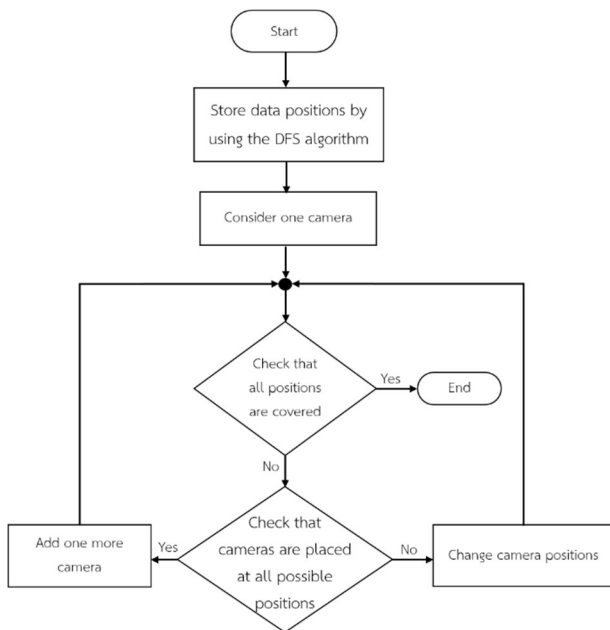 Start
Store data positions by
using the DFS algorithm
Consider one camera
Check that
all positions
are covered
Yes
End
No
Check that
cameras are placed
at all possible
positions
Yes
Add one more
camera
No
Change camera positions